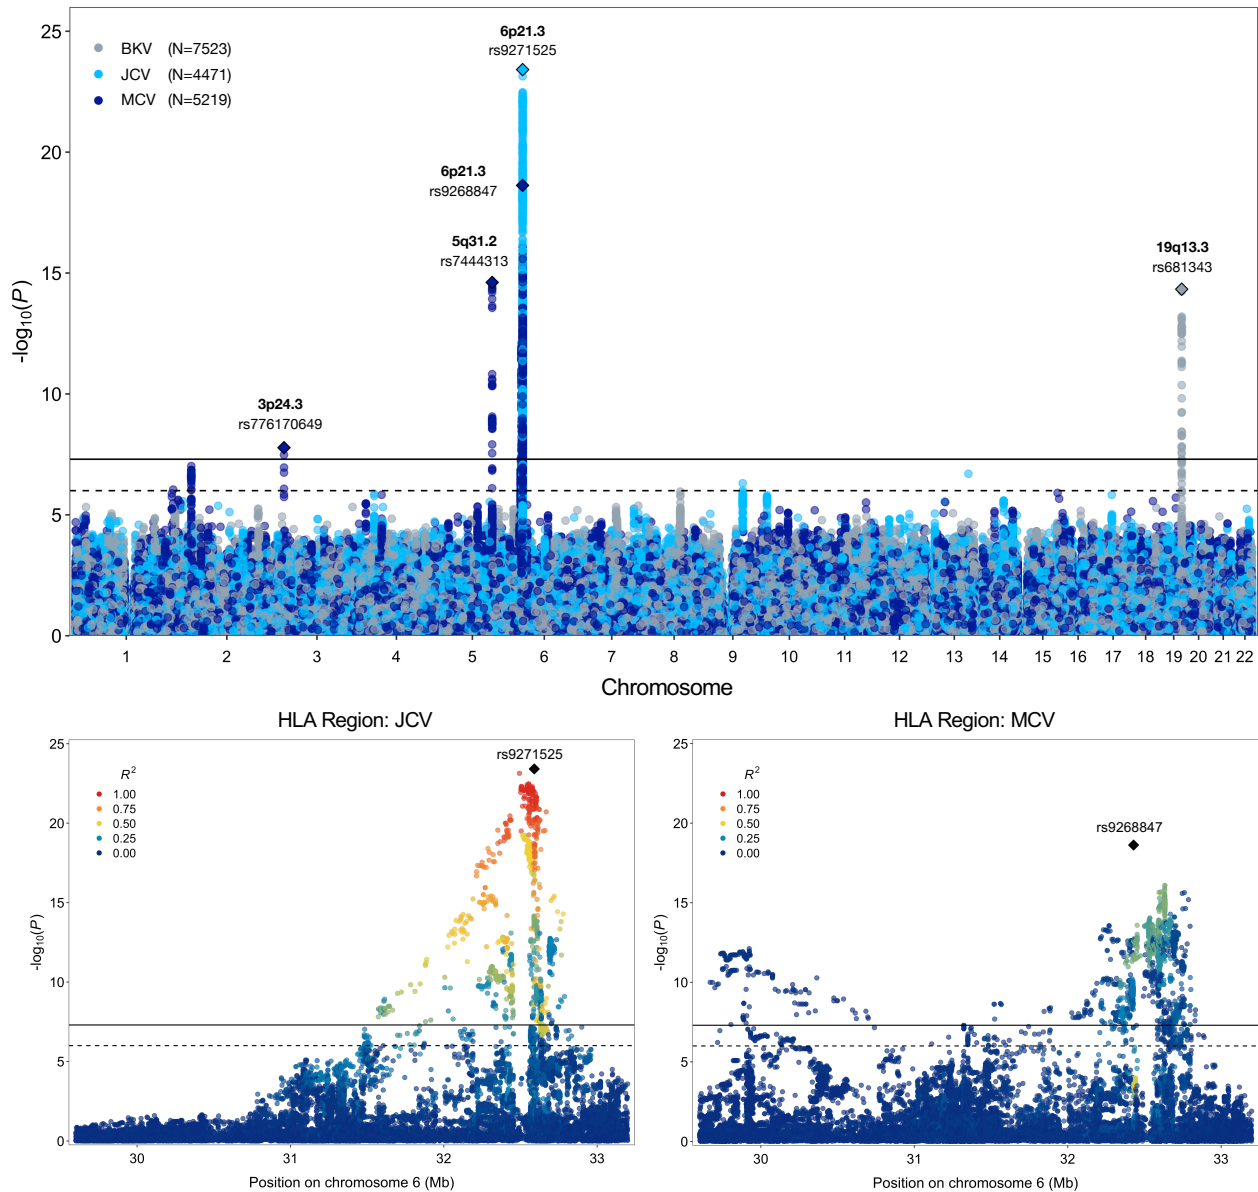 25
20
15
10
5
0
-log10(P)
BKV (N=7523)
JCV (N=4471)
MCV (N=5219)
6p21.3
rs9271525
6p21.3
rs9268847
5q31.2
rs7444313
3p24.3
rs776170649
19q13.3
rs681343
1 2 3 4 5 6 7 8 9 10 11 12 13 14 15 16 17 18 19 20 21 22
Chromosome
HLA Region: JCV
25
20
15
10
5
0
-log10(P)
R²
1.00
0.75
0.50
0.25
0.00
rs9271525
30 31 32 33
Position on chromosome 6 (Mb)
HLA Region: MCV
25
20
15
10
5
0
-log10(P)
R²
1.00
0.75
0.50
0.25
0.00
rs9268847
30 31 32 33
Position on chromosome 6 (Mb)